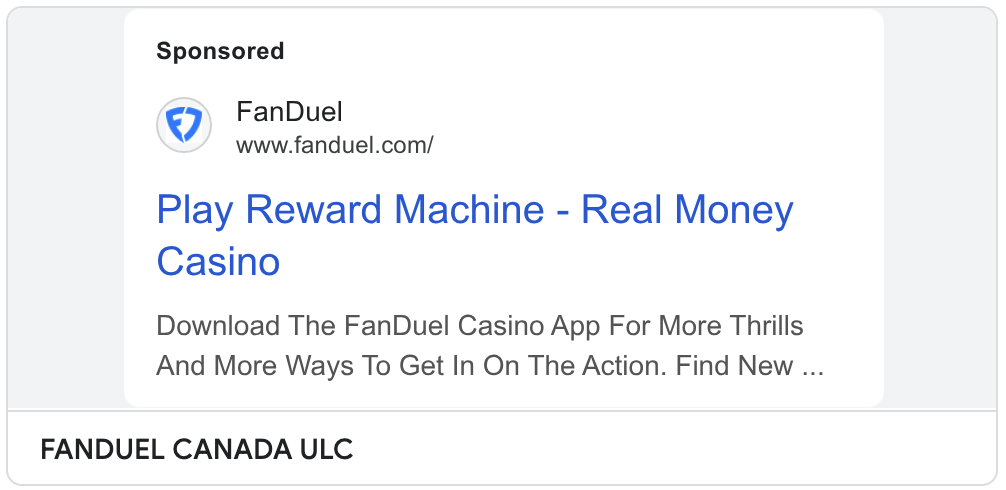 Sponsored
FanDuel
www.fanduel.com/
Play Reward Machine - Real Money
Casino
Download The FanDuel Casino App For More Thrills
And More Ways To Get In On The Action. Find New ...
FANDUEL CANADA ULC